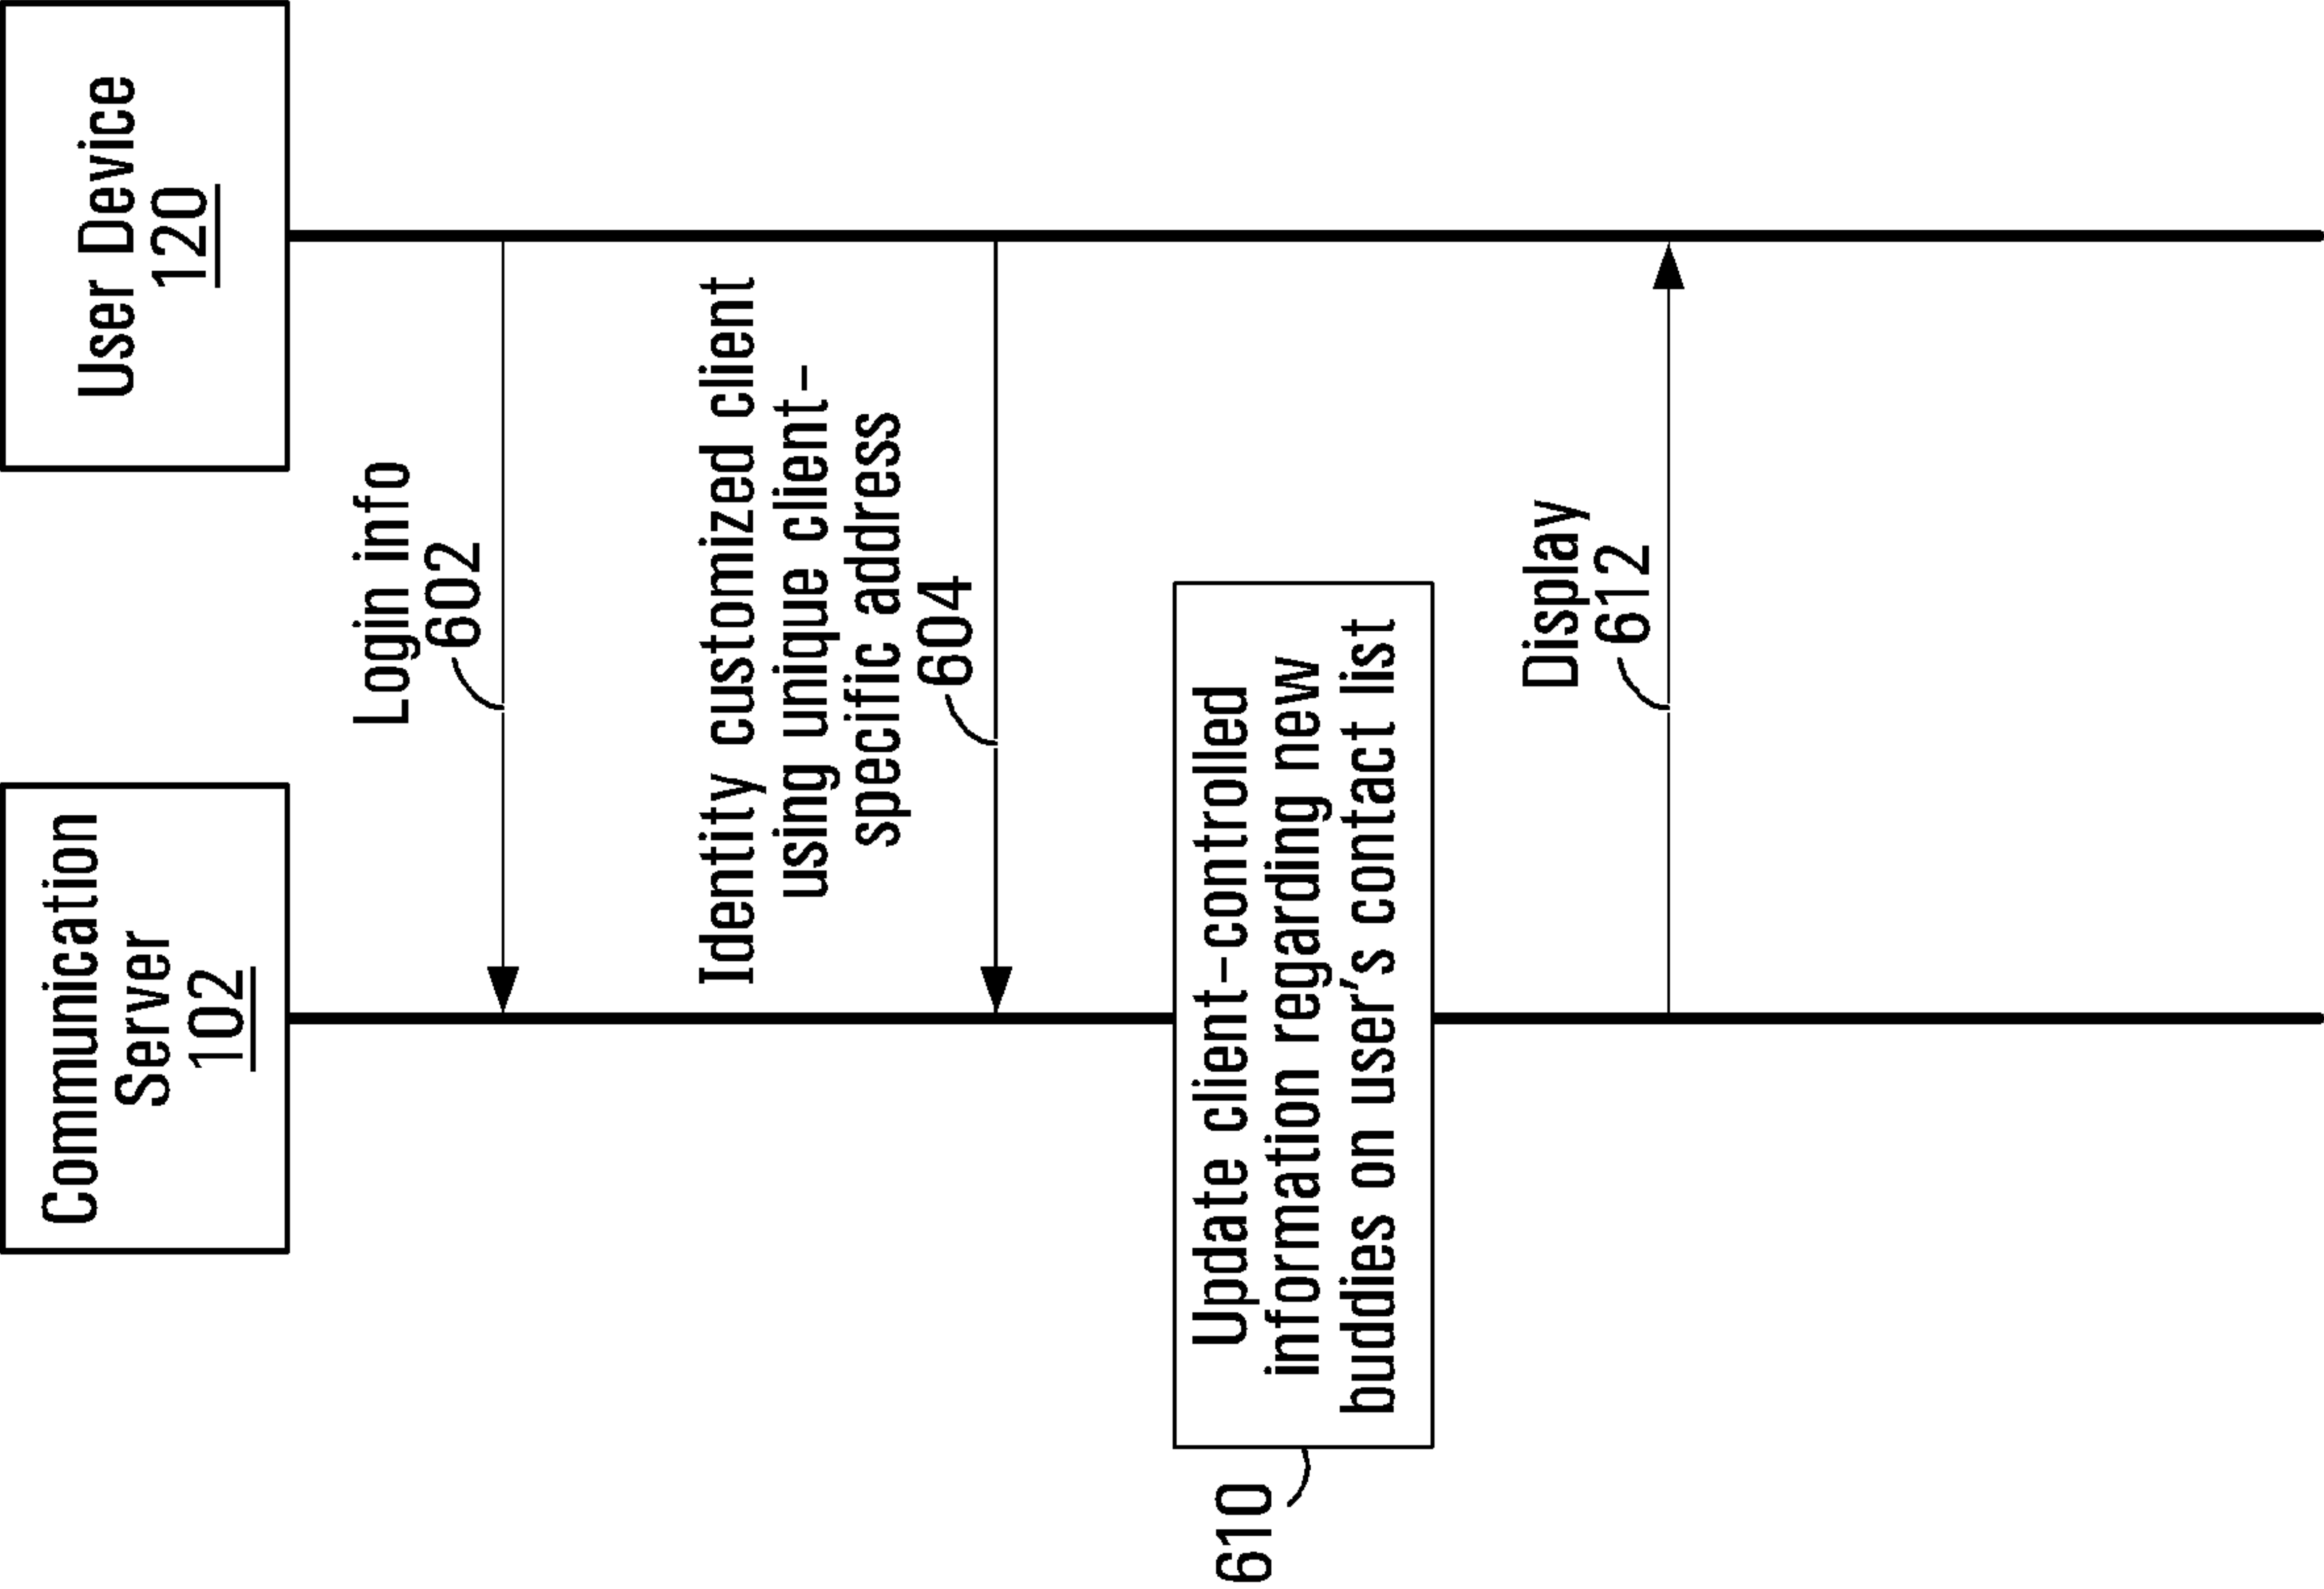 Communication
Server
102
User Device
120
Login info
602
Identity customized client
using unique client-
specific address
604
Update client-controlled
information regarding new
buddies on user's contact list
610
Display
612